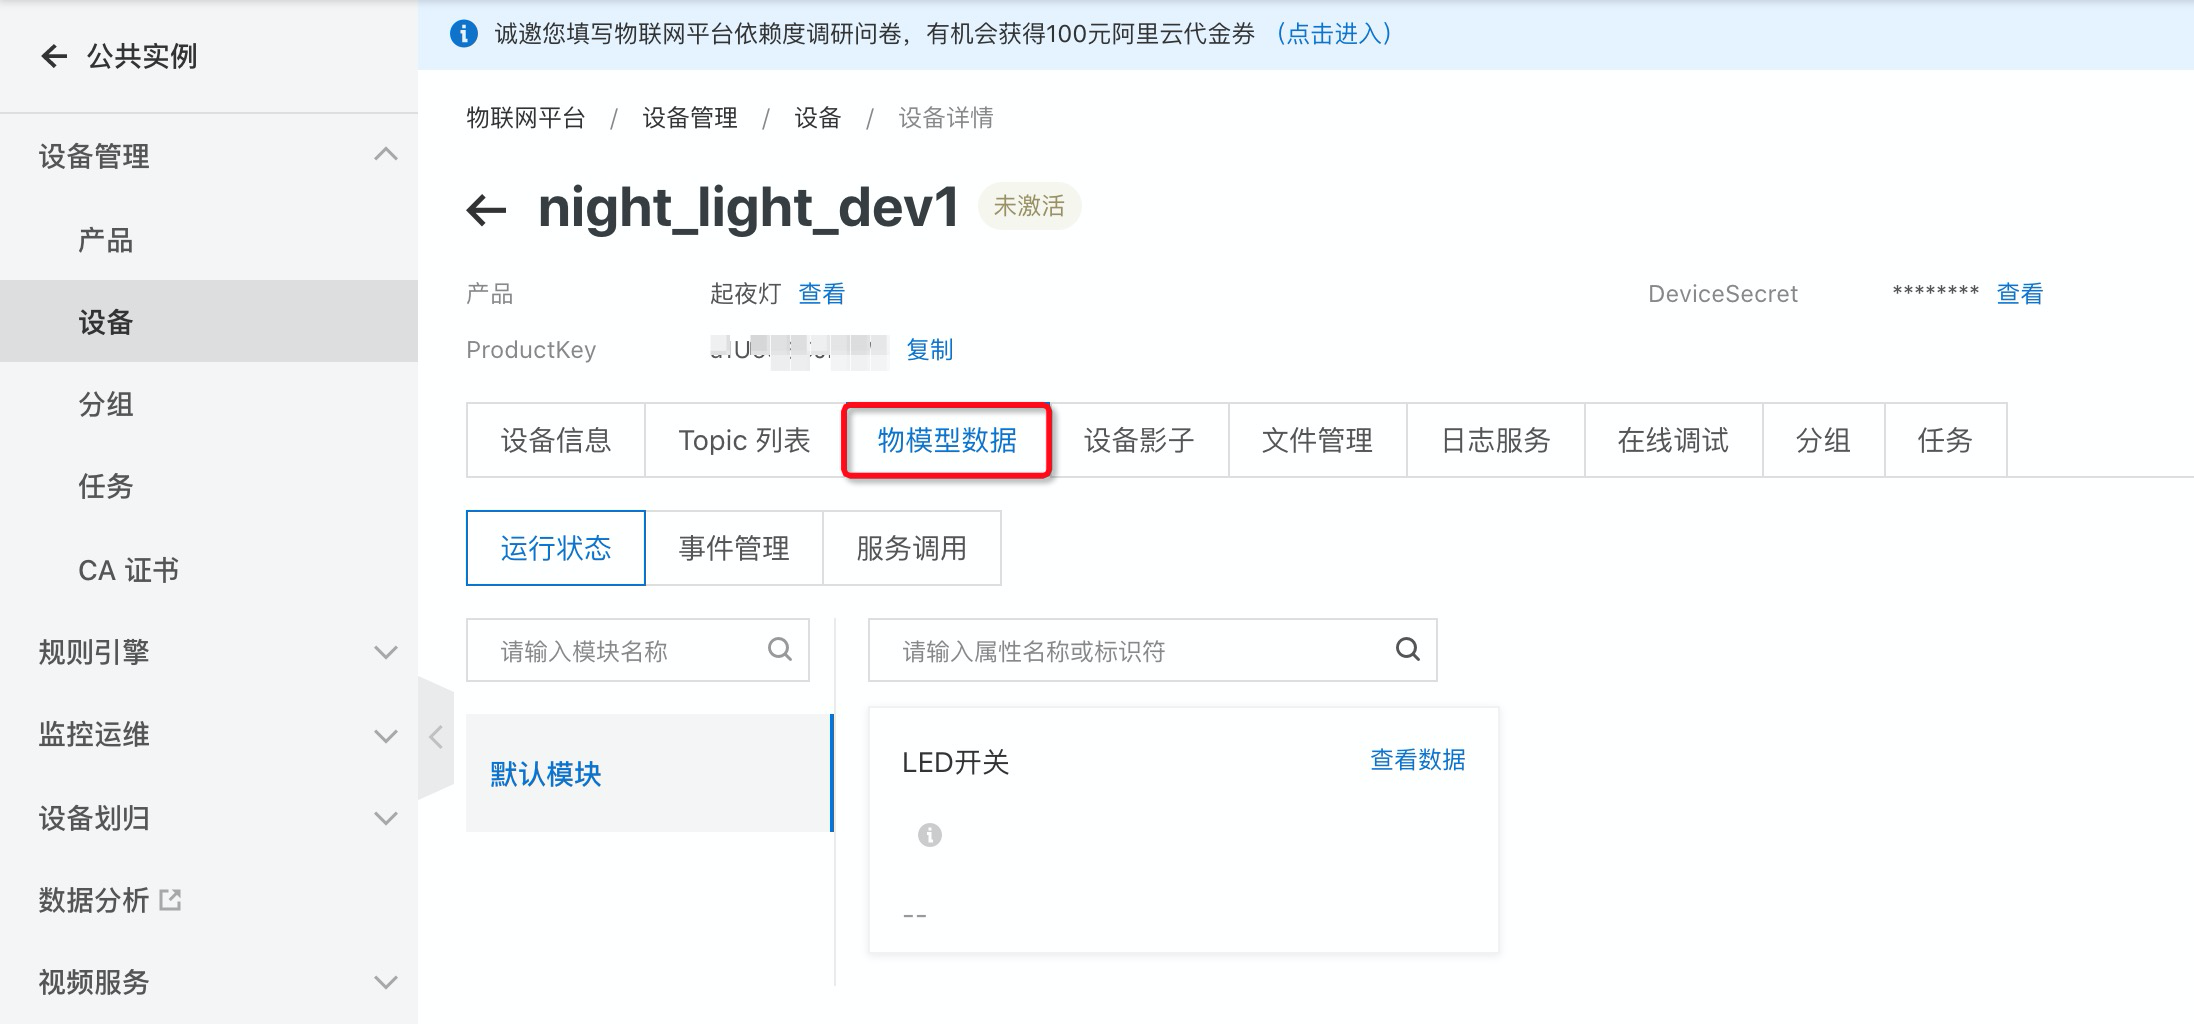 诚邀您填写物联网平台依赖度调研问卷，有机会获得100元阿里云代金券 （点击进入）
公共实例
设备管理
产品
设备
分组
任务
CA 证书
规则引擎
监控运维
设备划归
数据分析
视频服务
物联网平台 / 设备管理 / 设备 / 设备详情
night_light_dev1 未激活
产品 起夜灯 查看 DeviceSecret ******** 查看
ProductKey 复制
设备信息 Topic 列表 物模型数据 设备影子 文件管理 日志服务 在线调试 分组 任务
运行状态 事件管理 服务调用
请输入模块名称 请输入属性名称或标识符
默认模块
LED开关 查看数据
--